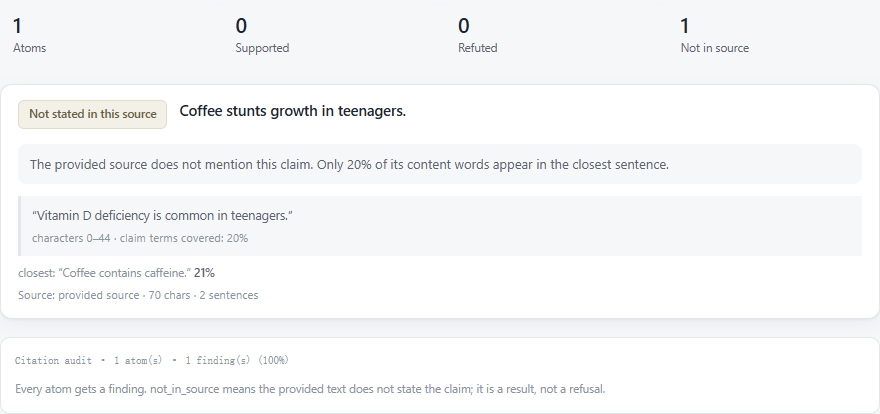 1 0 0 1
Atoms Supported Refuted Not in source
Not stated in this source Coffee stunts growth in teenagers.
The provided source does not mention this claim. Only 20% of its content words appear in the closest sentence.
“Vitamin D deficiency is common in teenagers.”
characters 0–44 · claim terms covered: 20%
closest: “Coffee contains caffeine.” 21%
Source: provided source · 70 chars · 2 sentences
Citation audit · 1 atom(s) · 1 finding(s) (100%)
Every atom gets a finding. not_in_source means the provided text does not state the claim; it is a result, not a refusal.